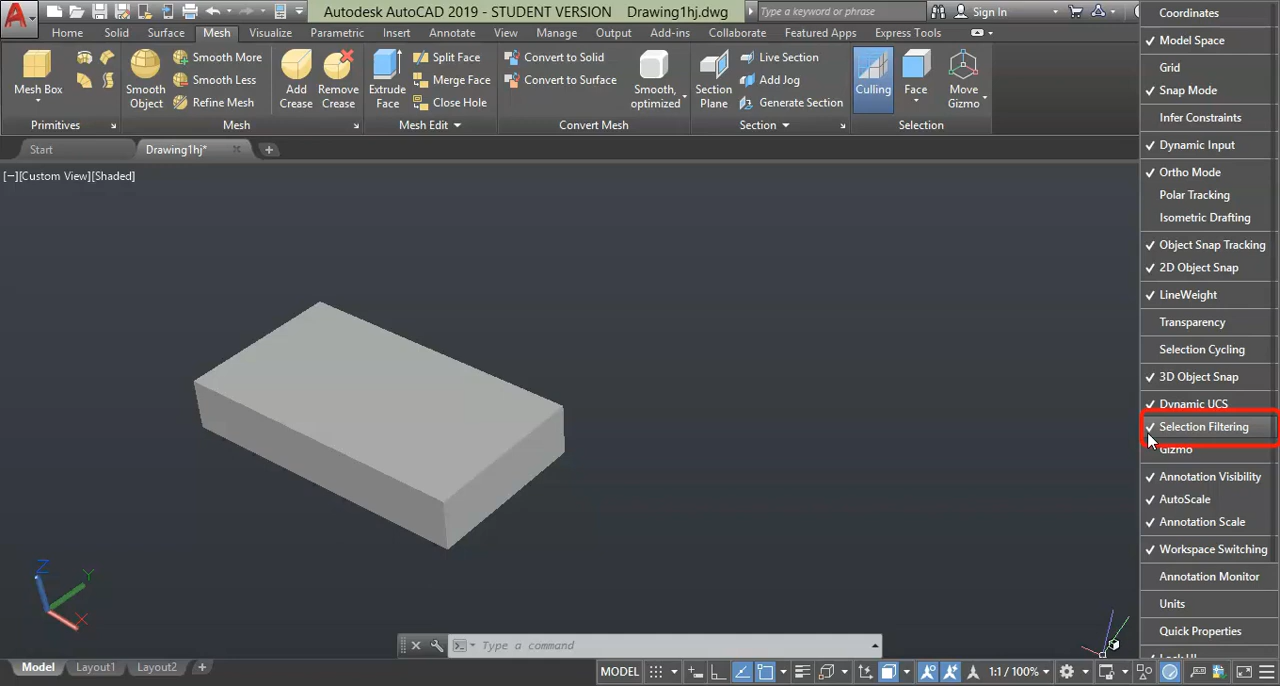 Autodesk AutoCAD 2019 - STUDENT VERSION Drawing1hj.dwg
Type a keyword or phrase
Sign In
Home Solid Surface Mesh Visualize Parametric Insert Annotate View Manage Output Add-ins Collaborate Featured Apps Express Tools
Mesh Box
Primitives
Smooth Object
Smooth More
Smooth Less
Refine Mesh
Add Crease
Remove Crease
Mesh
Extrude Face
Split Face
Merge Face
Close Hole
Mesh Edit
Convert to Solid
Convert to Surface
Smooth, optimized
Convert Mesh
Section Plane
Live Section
Add Jog
Generate Section
Section
Culling
Face
Move Gizmo
Selection
Start
Drawing1hj*
[−][Custom View][Shaded]
Coordinates
Model Space
Grid
Snap Mode
Infer Constraints
Dynamic Input
Ortho Mode
Polar Tracking
Isometric Drafting
Object Snap Tracking
2D Object Snap
LineWeight
Transparency
Selection Cycling
3D Object Snap
Dynamic UCS
Selection Filtering
Gizmo
Annotation Visibility
AutoScale
Annotation Scale
Workspace Switching
Annotation Monitor
Units
Quick Properties
Z
Y
X
Type a command
Model Layout1 Layout2
MODEL
1:1 / 100%